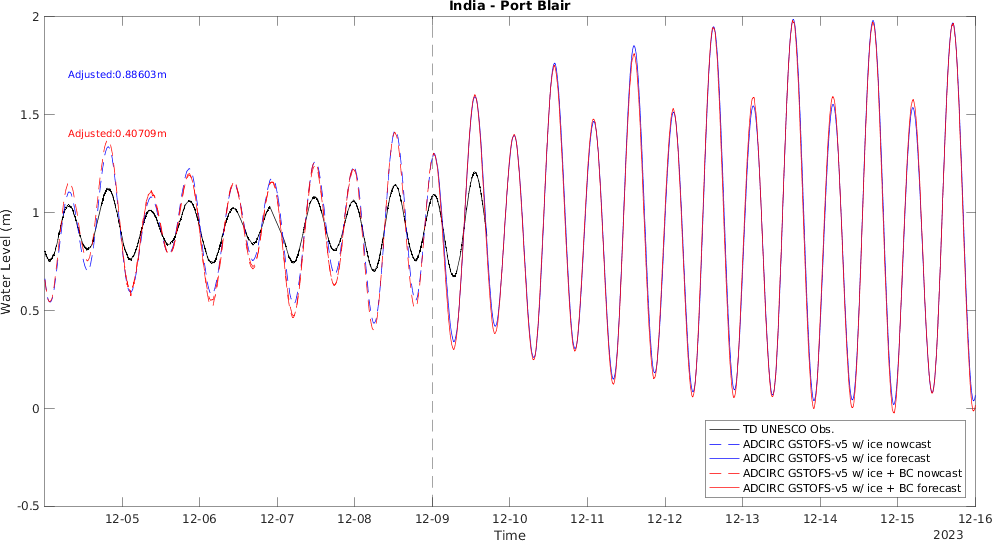 India - Port Blair
2
1.5
1
0.5
0
-0.5
Water Level (m)
Adjusted:0.88603m
Adjusted:0.40709m
TD UNESCO Obs.
ADCIRC GSTOFS-v5 w/ ice nowcast
ADCIRC GSTOFS-v5 w/ ice forecast
ADCIRC GSTOFS-v5 w/ ice + BC nowcast
ADCIRC GSTOFS-v5 w/ ice + BC forecast
12-05 12-06 12-07 12-08 12-09 12-10 12-11 12-12 12-13 12-14 12-15 12-16
Time
2023